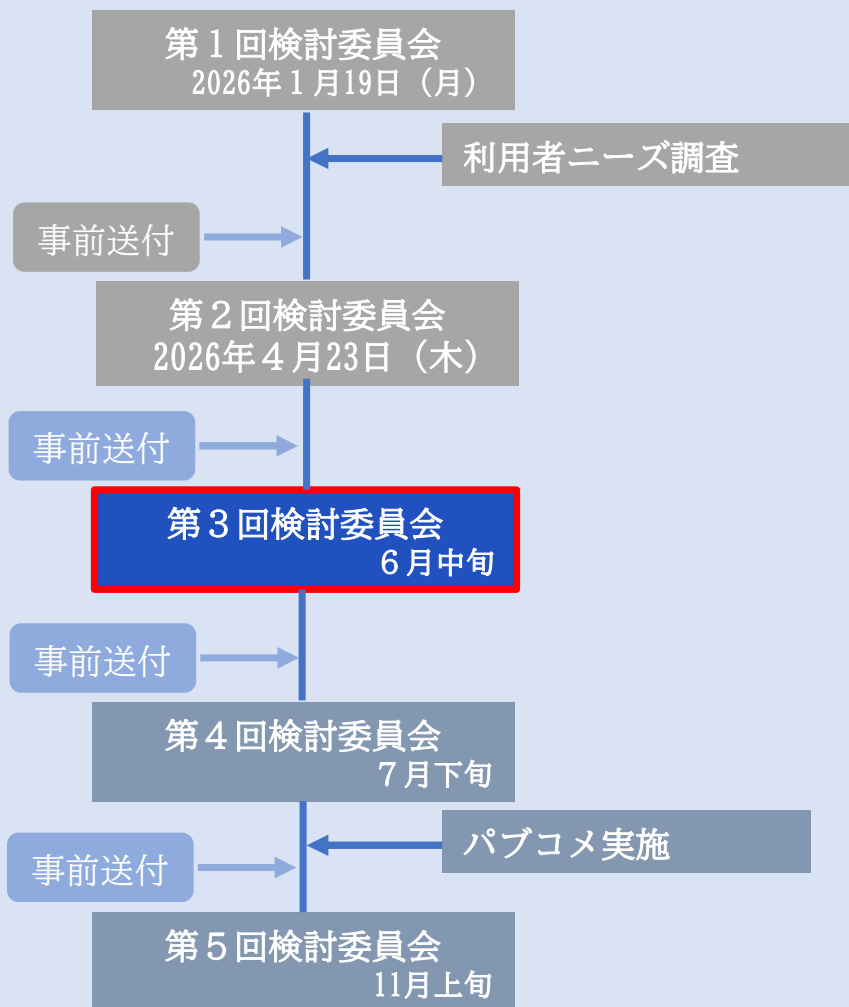 第１回検討委員会
2026年１月19日（月）
利用者ニーズ調査
事前送付
第２回検討委員会
2026年４月23日（木）
事前送付
第３回検討委員会
６月中旬
事前送付
第４回検討委員会
７月下旬
パブコメ実施
事前送付
第５回検討委員会
11月上旬